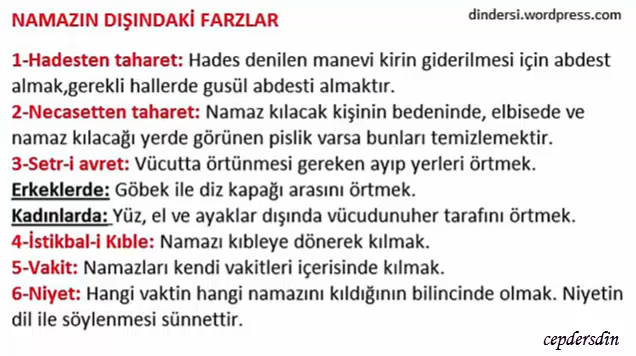 NAMAZIN DIŞINDAKİ FARZLAR
dindersi.wordpress.com
1-Hadesten taharet: Hades denilen manevi kirin giderilmesi için abdest
almak,gerekli hallerde gusül abdesti almaktır.
2-Necasetten taharet: Namaz kılacak kişinin bedeninde, elbisede ve
namaz kılacağı yerde görünen pislik varsa bunları temizlemektir.
3-Setr-i avret: Vücutta örtünmesi gereken ayıp yerleri örtmek.
Erkeklerde: Göbek ile diz kapağı arasını örtmek.
Kadınlarda: Yüz, el ve ayaklar dışında vücudunuher tarafını örtmek.
4-İstikbal-i Kıble: Namazı kıbleye dönerek kılmak.
5-Vakit: Namazları kendi vakitleri içerisinde kılmak.
6-Niyet: Hangi vaktin hangi namazını kıldığının bilincinde olmak. Niyetin
dil ile söylenmesi sünnettir.
cepdersdin